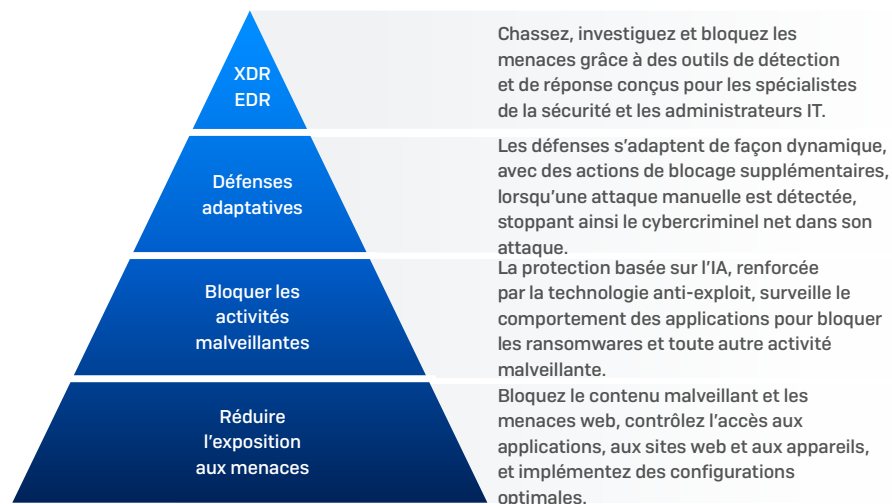 XDR
EDR
Chassez, investiguez et bloquez les
menaces grâce à des outils de détection
et de réponse conçus pour les spécialistes
de la sécurité et les administrateurs IT.
Défenses
adaptatives
Les défenses s’adaptent de façon dynamique,
avec des actions de blocage supplémentaires,
lorsqu’une attaque manuelle est détectée,
stoppant ainsi le cybercriminel net dans son
attaque.
Bloquer les
activités
malveillantes
La protection basée sur l’IA, renforcée
par la technologie anti-exploit, surveille le
comportement des applications pour bloquer
les ransomwares et toute autre activité
malveillante.
Réduire
l’exposition
aux menaces
Bloquez le contenu malveillant et les
menaces web, contrôlez l’accès aux
applications, aux sites web et aux appareils,
et implémentez des configurations
optimales.